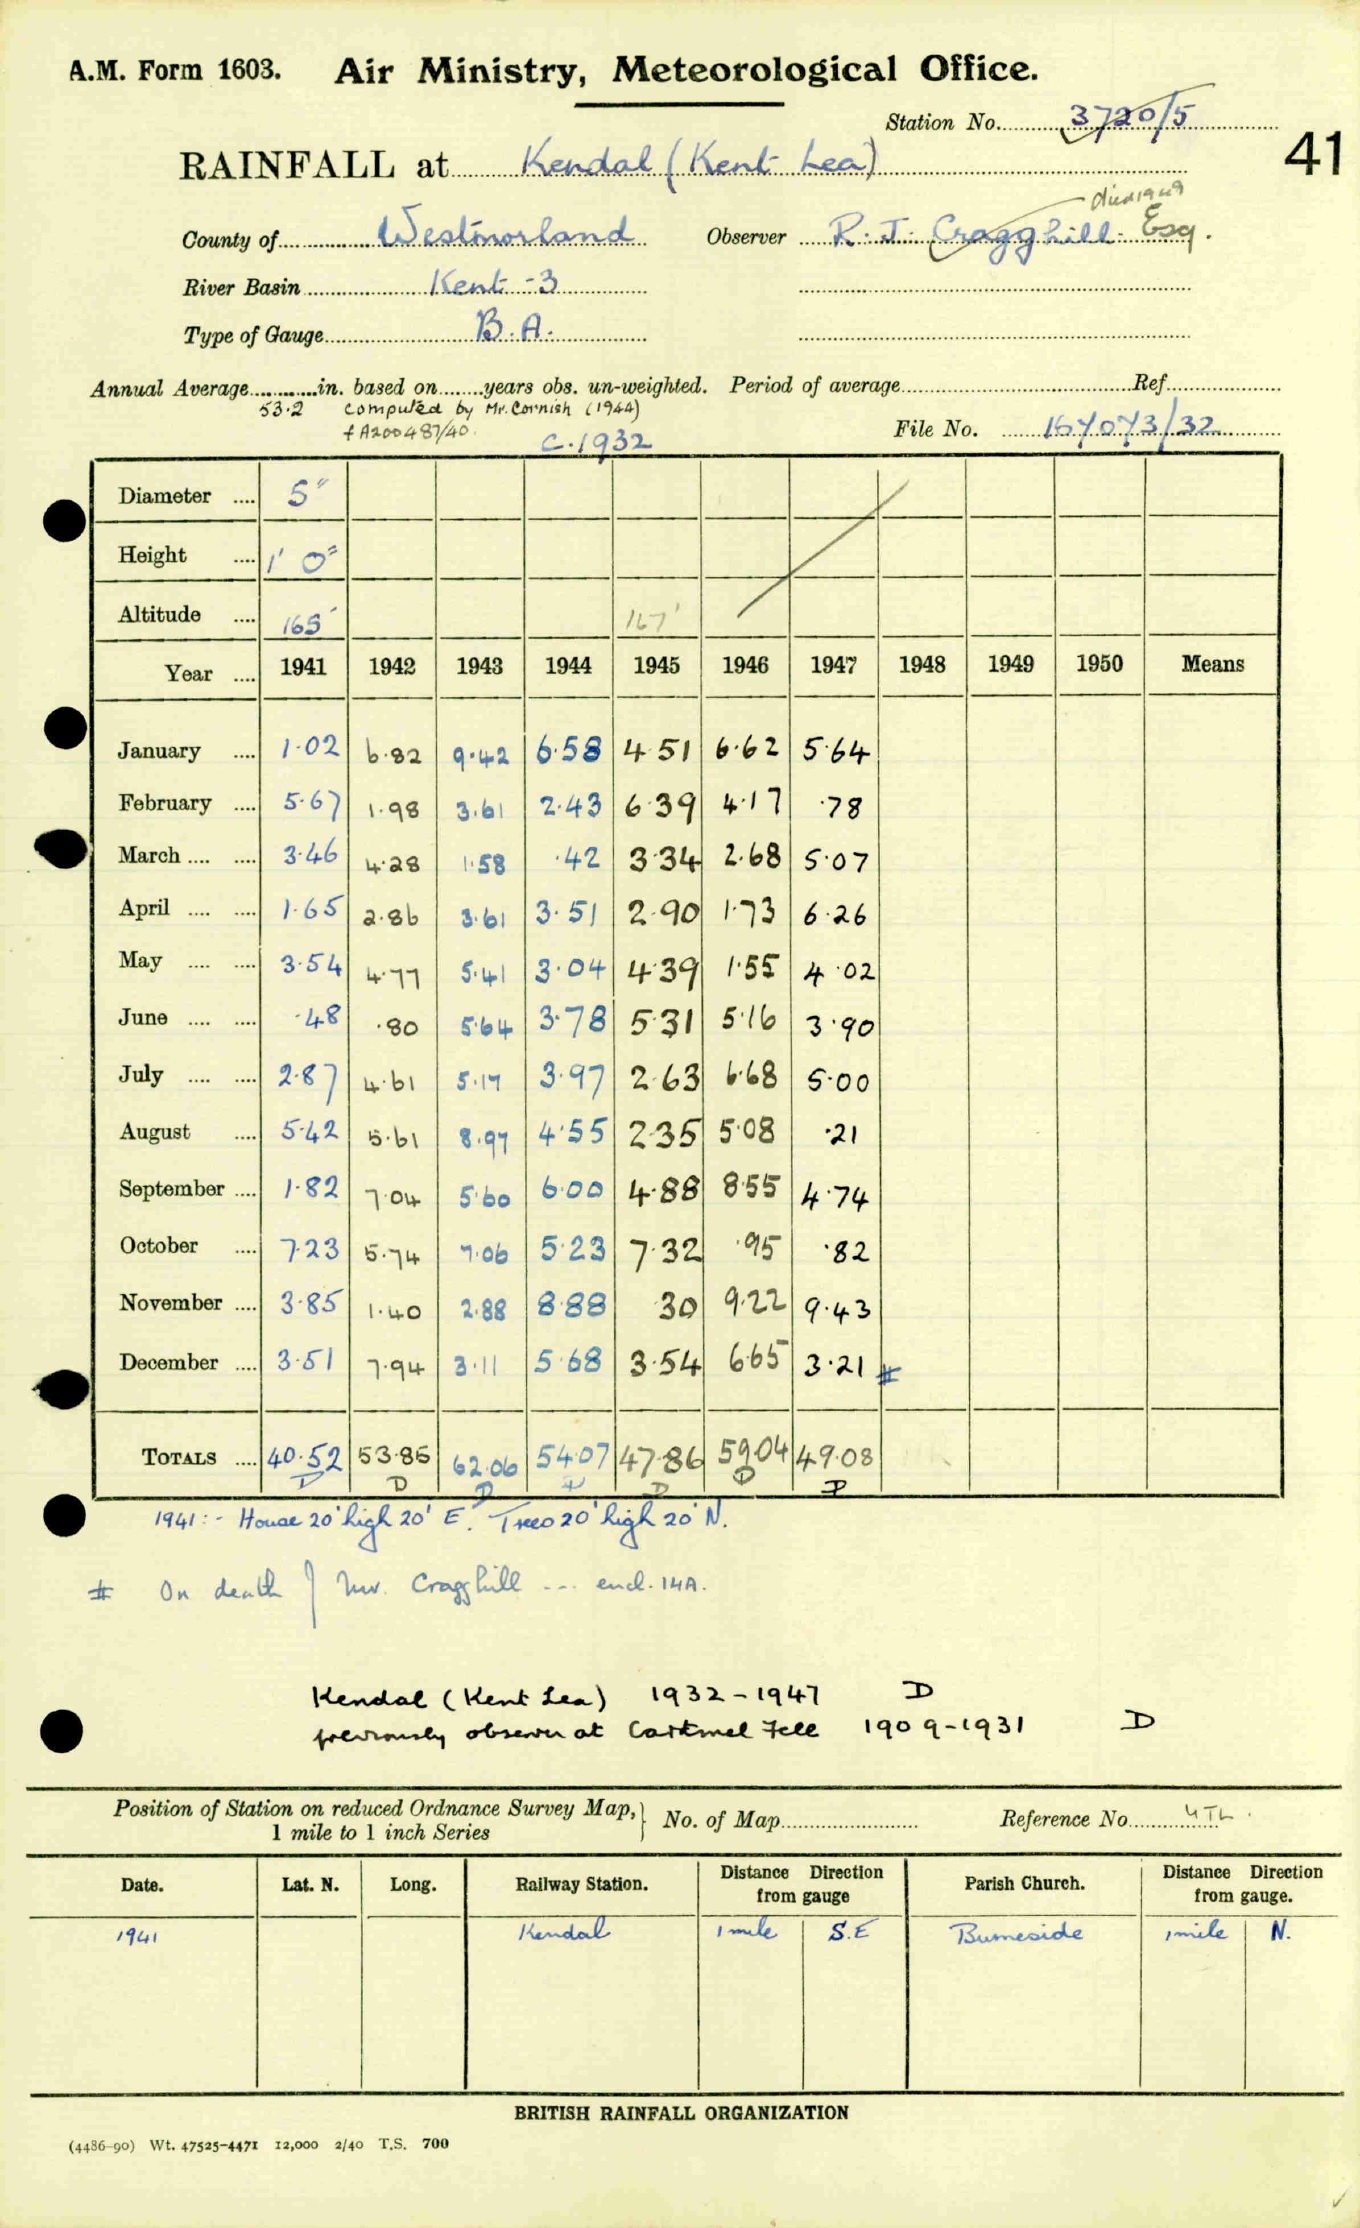 A.M. Form 1603. Air Ministry, Meteorological Office.
Station No. 3720/5
41
RAINFALL at Kendal (Kent Lea)
died 1948
County of Westmorland Observer R. J. Cragghill Esq.
River Basin Kent -3
Type of Gauge B.A.
Annual Average in. based on years obs. un-weighted. Period of average Ref
53.2 computed by Mr. Cornish (1944)
f A200487/40.
C.1932
File No. 167073/32
Diameter 5"
Height 1' 0"
Altitude 165' 167'
Year 1941 1942 1943 1944 1945 1946 1947 1948 1949 1950 Means
January 1.02 6.82 9.42 6.58 4.51 6.62 5.64
February 5.67 1.98 3.61 2.43 6.39 4.17 .78
March 3.46 4.28 1.58 .42 3.34 2.68 5.07
April 1.65 2.86 3.61 3.51 2.90 1.73 6.26
May 3.54 4.77 5.41 3.04 4.39 1.55 4.02
June .48 .80 5.64 3.78 5.31 5.16 3.90
July 2.87 4.61 5.17 3.97 2.63 6.68 5.00
August 5.42 5.61 8.97 4.55 2.35 5.08 .21
September 1.82 7.04 5.60 6.00 4.88 8.55 4.74
October 7.23 5.74 7.06 5.23 7.32 .95 .82
November 3.85 1.40 2.88 8.88 .30 9.22 9.43
December 3.51 7.94 3.11 5.68 3.54 6.65 3.21 #
TOTALS 40.52 53.85 62.06 54.07 47.86 59.04 49.08
D D D D D D D
1941:- House 20' high 20' E. Trees 20' high 20' N.
# On death of Mr. Cragghill ... encl. 14A.
Kendal (Kent Lea) 1932-1947 D
previously observer at Cartmel Fell 1909-1931 D
Position of Station on reduced Ordnance Survey Map, 1 mile to 1 inch Series
No. of Map Reference No. UTL.
Date. Lat. N. Long. Railway Station. Distance from gauge Direction Parish Church. Distance from gauge. Direction
1941 Kendal 1 mile S.E Burneside 1 mile N.
BRITISH RAINFALL ORGANIZATION
(4486-90) Wt. 47525-4471 12,000 2/40 T.S. 700